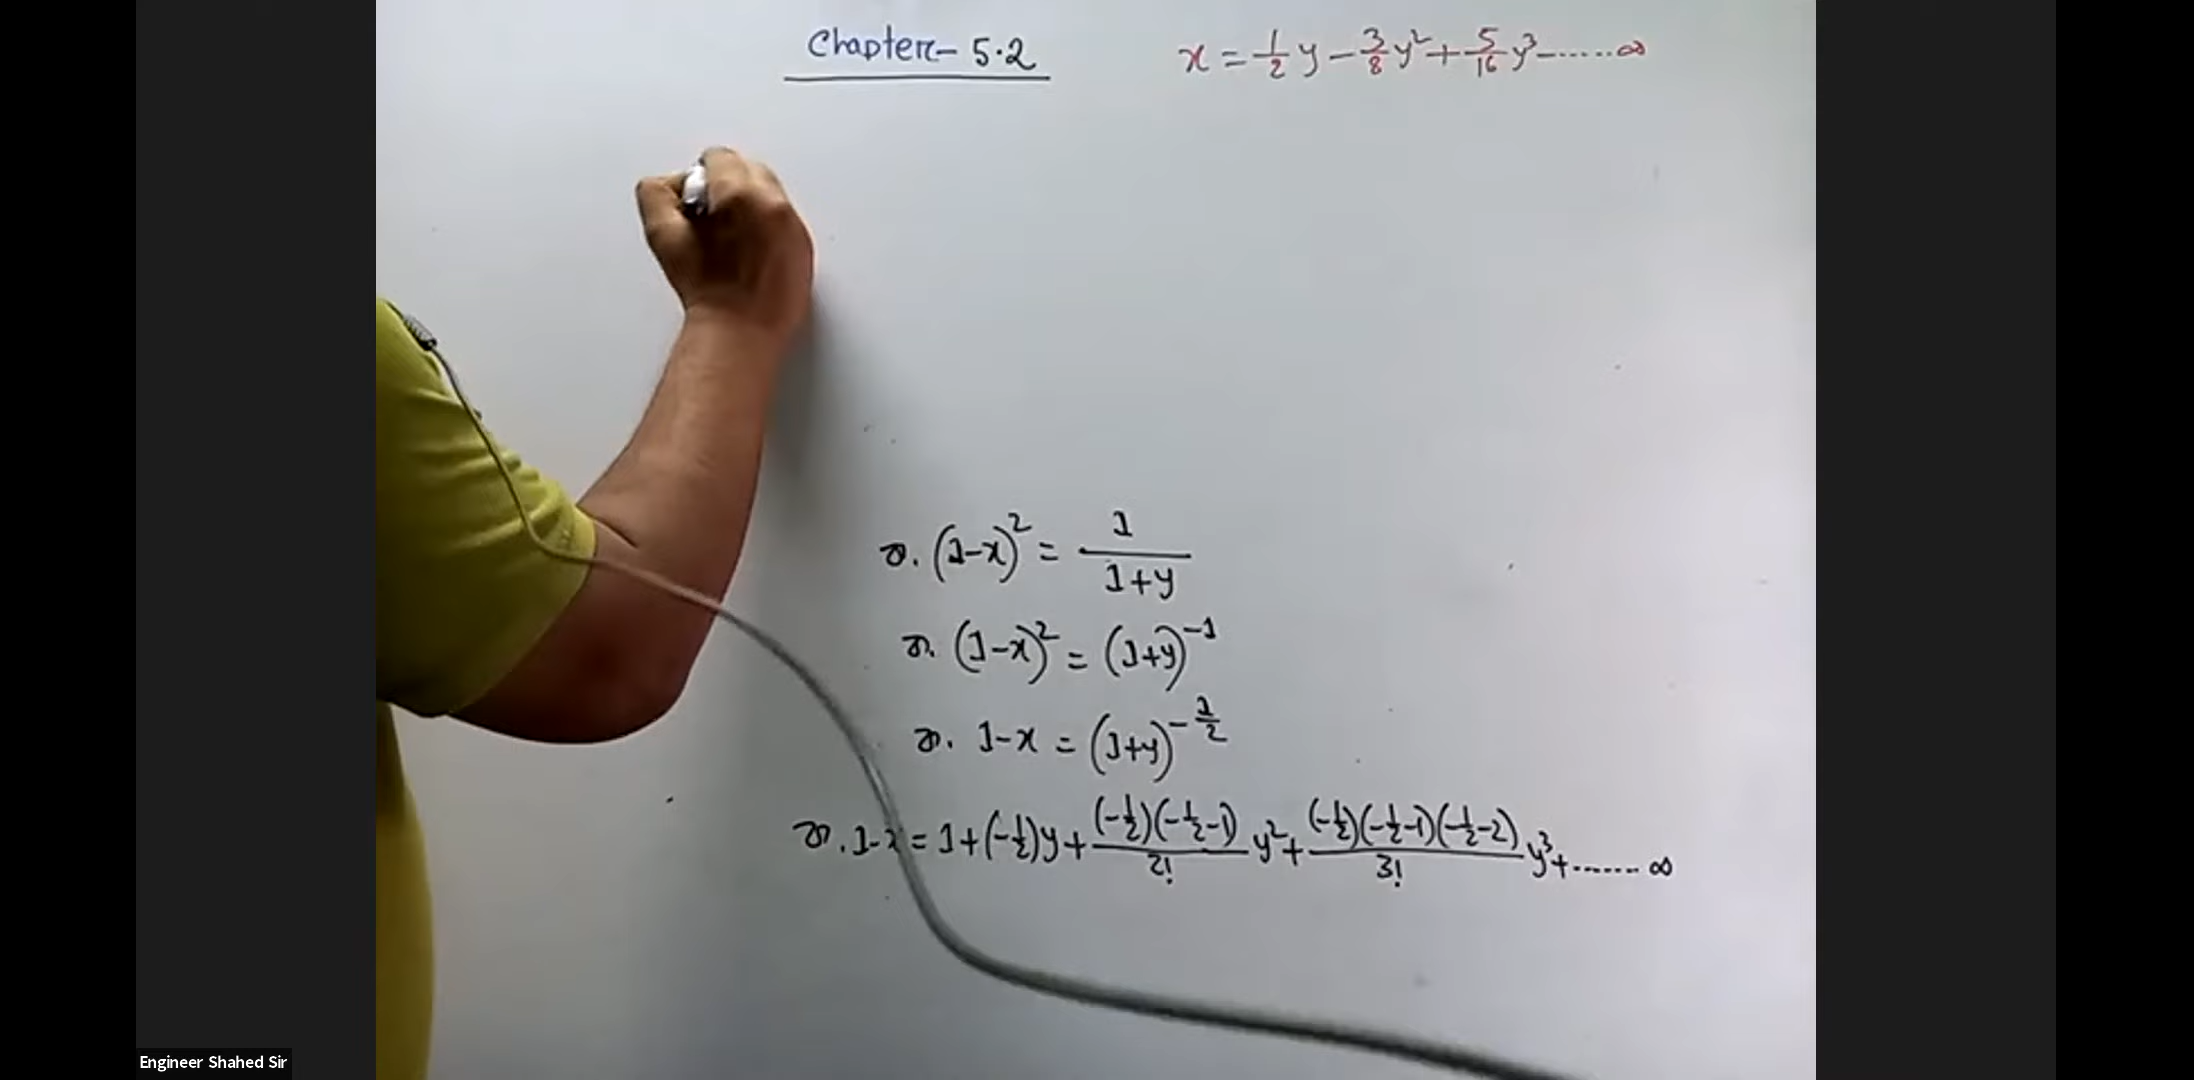 Chapter- 5.2
x = 1/2 y - 3/8 y² + 5/16 y³ - ...... ∞
বা. (1-x)² = 1/(1+y)
বা. (1-x)² = (1+y)⁻¹
বা. 1-x = (1+y)^(-1/2)
বা. 1-x = 1+(-1/2)y + (-1/2)(-1/2-1)/2! y² + (-1/2)(-1/2-1)(-1/2-2)/3! y³ + ...... ∞
Engineer Shahed Sir